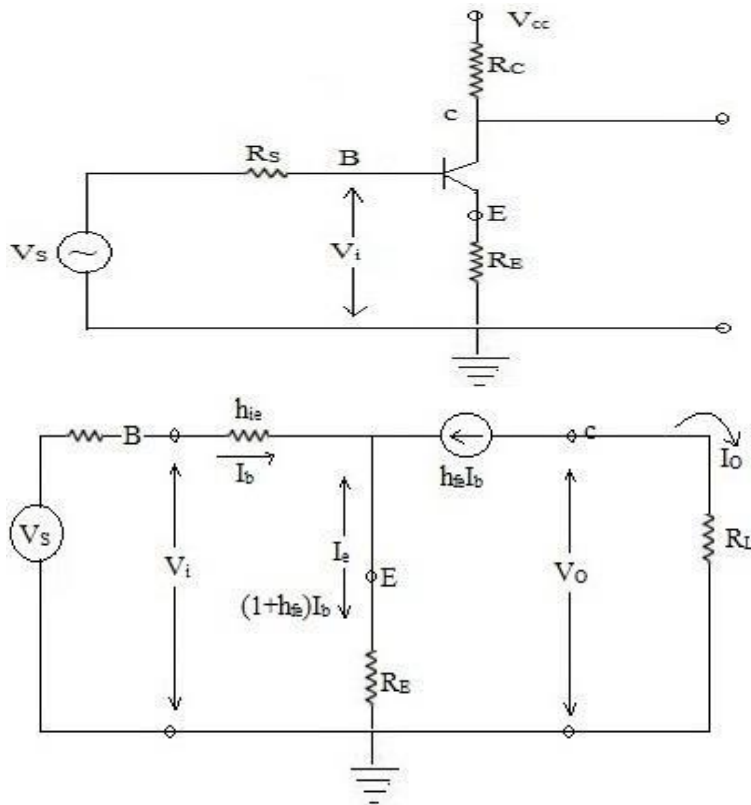 Vcc
RC
c
RS
B
E
VS
Vi
RE
hie
B
c
Ib
hfeIb
IO
VS
Vi
Ie
E
VO
RL
(1+hfe)Ib
RE